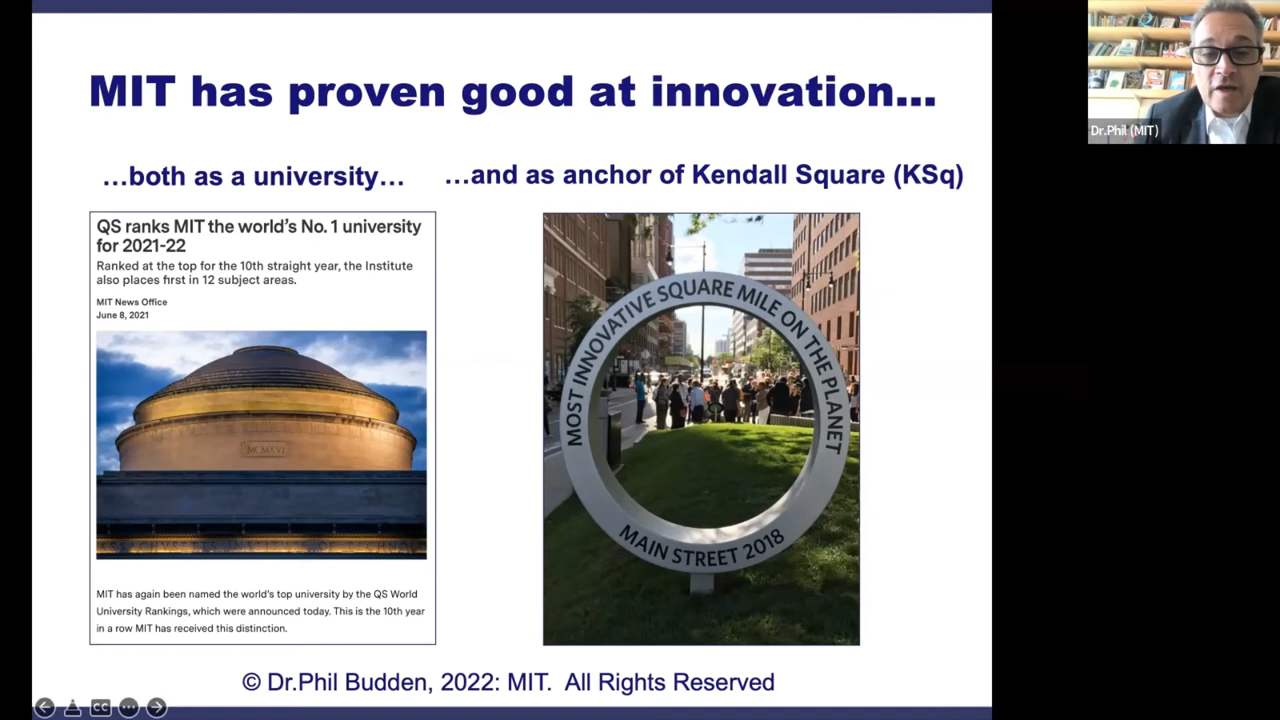 MIT has proven good at innovation...
...both as a university...
...and as anchor of Kendall Square (KSq)
QS ranks MIT the world's No. 1 university
for 2021-22
Ranked at the top for the 10th straight year, the Institute
also places first in 12 subject areas.
MIT News Office
June 8, 2021
MCMXVI
MIT has again been named the world's top university by the QS World
University Rankings, which were announced today. This is the 10th year
in a row MIT has received this distinction.
MOST INNOVATIVE SQUARE MILE ON THE PLANET
MAIN STREET 2018
© Dr.Phil Budden, 2022: MIT. All Rights Reserved
CC
Dr.Phil (MIT)